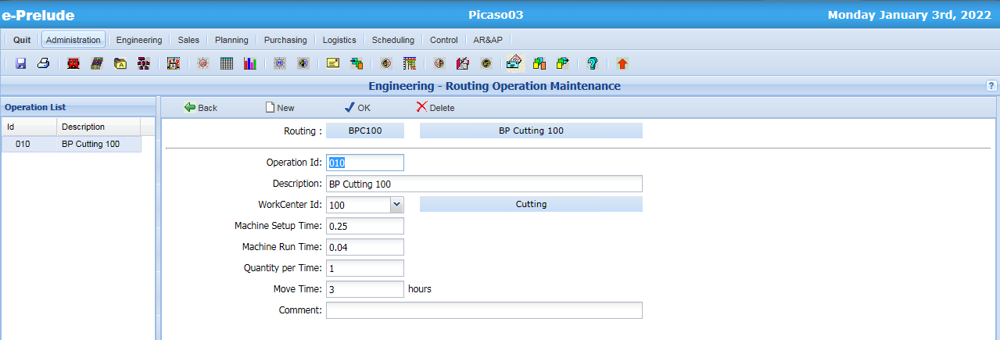 e-Prelude Picaso03 Monday January 3rd, 2022
Quit Administration Engineering Sales Planning Purchasing Logistics Scheduling Control AR&AP
Engineering - Routing Operation Maintenance ?
Operation List Back New OK Delete
Id Description
010 BP Cutting 100
Routing : BPC100 BP Cutting 100
Operation Id: 010
Description: BP Cutting 100
WorkCenter Id: 100 Cutting
Machine Setup Time: 0.25
Machine Run Time: 0.04
Quantity per Time: 1
Move Time: 3 hours
Comment: